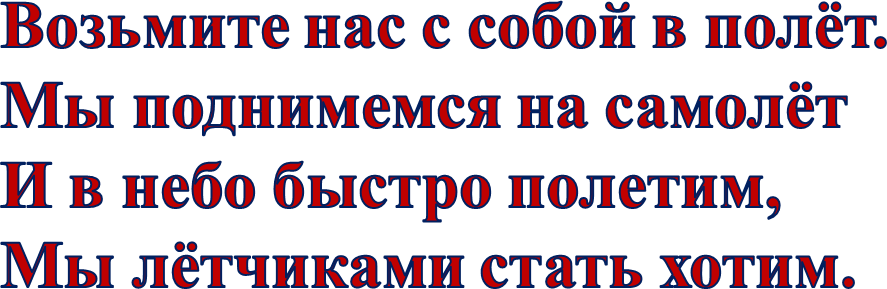 Возьмите нас с собой в полёт.
Мы поднимемся на самолёт
И в небо быстро полетим,
Мы лётчиками стать хотим.